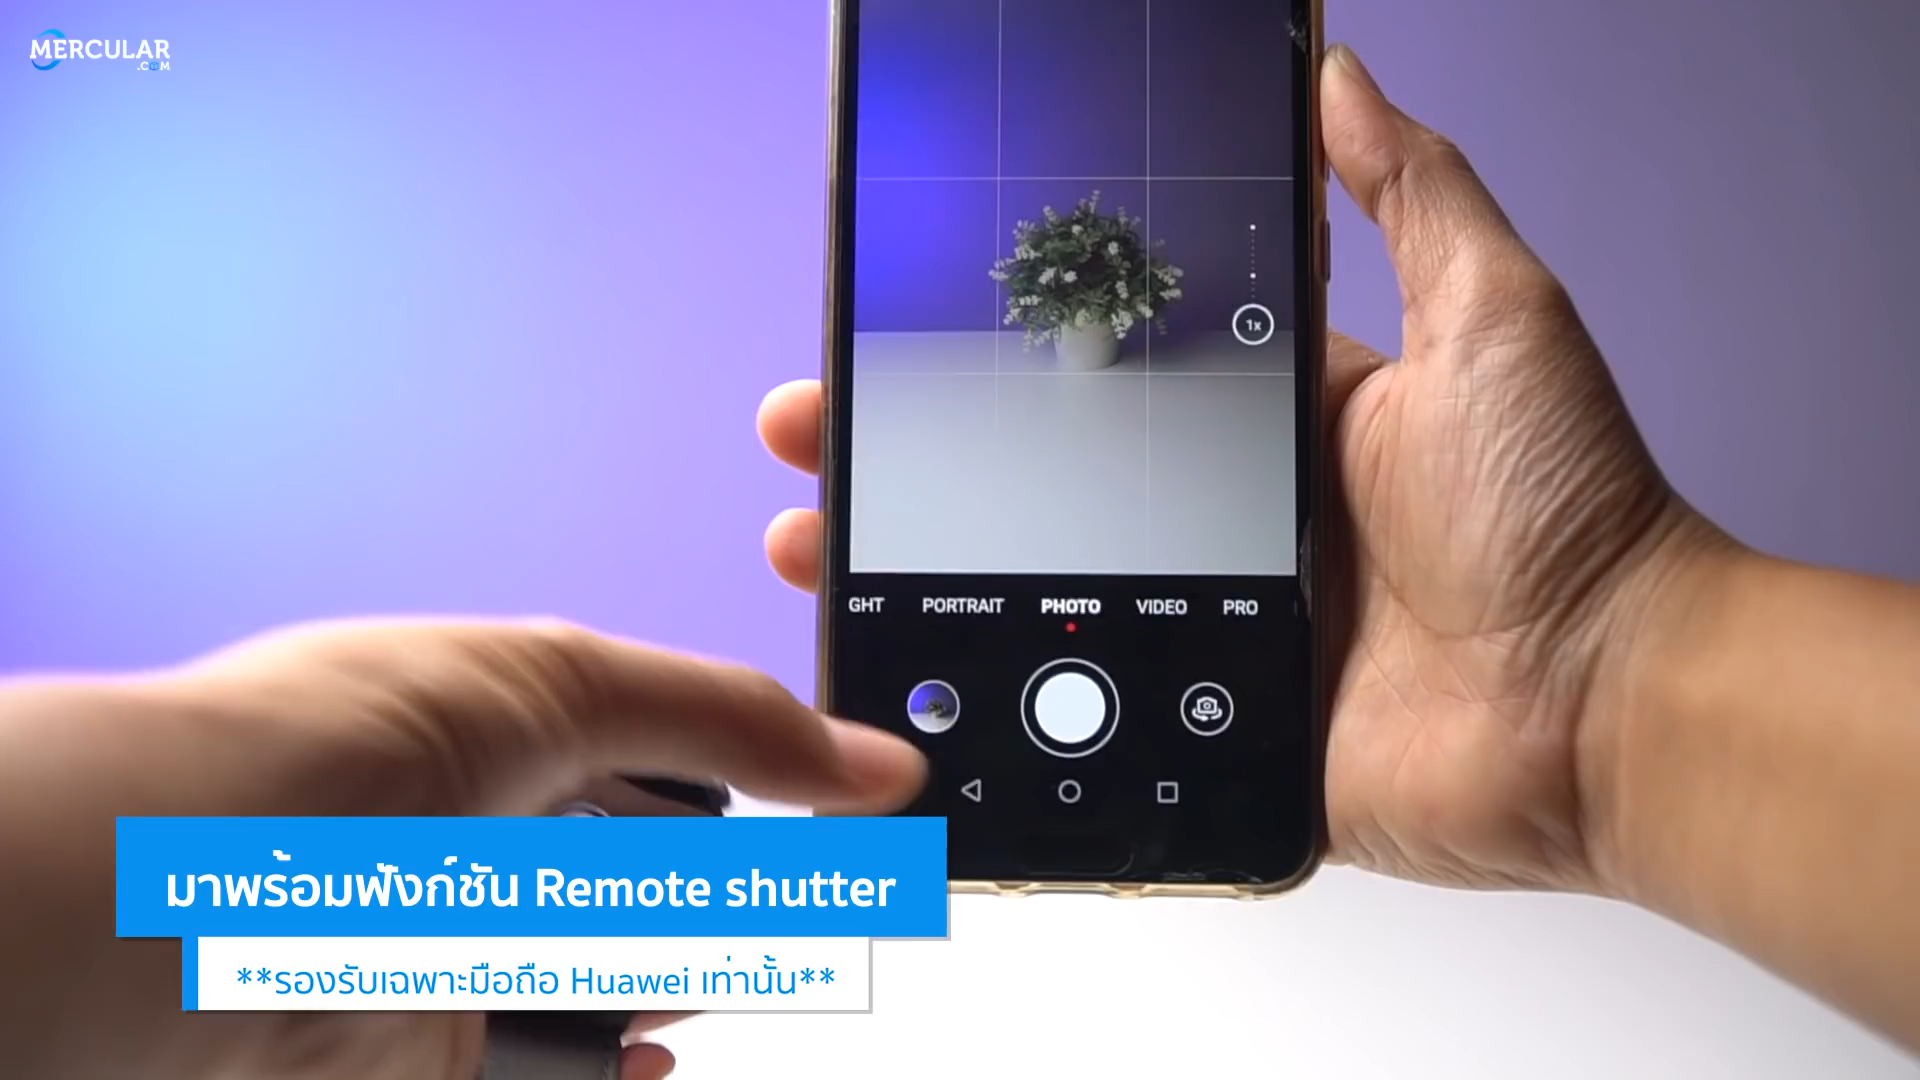 MERCULAR
.COM
1x
GHT PORTRAIT PHOTO VIDEO PRO
มาพร้อมฟังก์ชัน Remote shutter
**รองรับเฉพาะมือถือ Huawei เท่านั้น**